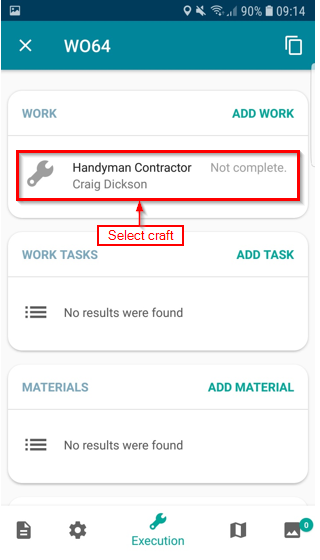 90% 09:14
WO64
WORK ADD WORK
Handyman Contractor Not complete.
Craig Dickson
Select craft
WORK TASKS ADD TASK
No results were found
MATERIALS ADD MATERIAL
No results were found
Execution
0